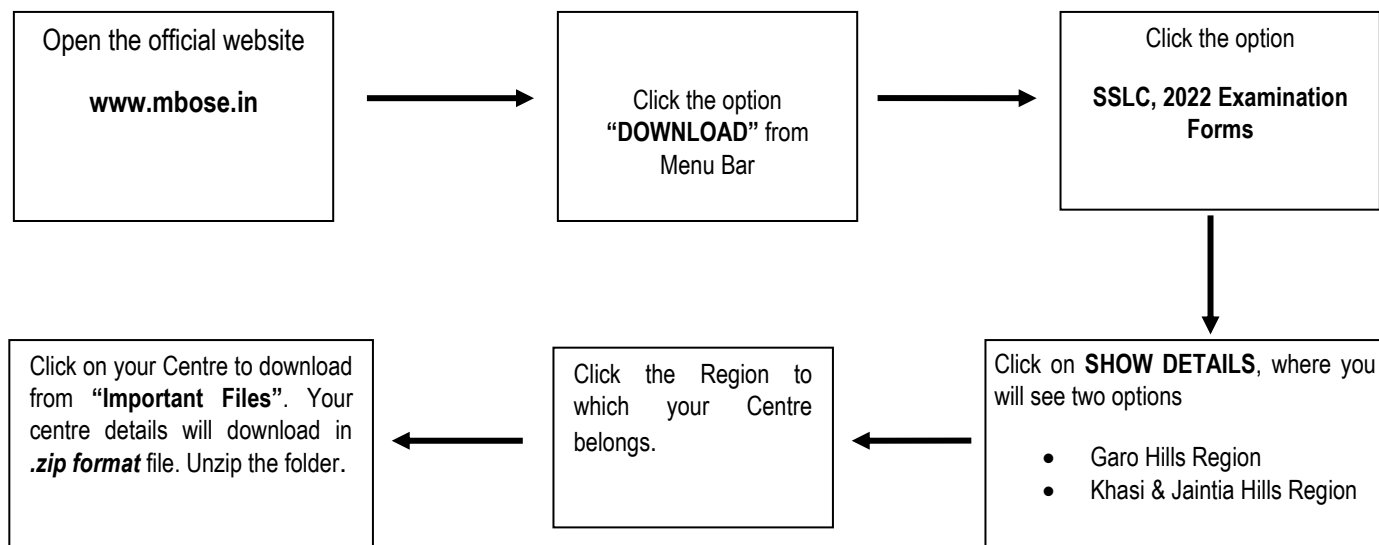 Open the official website
www.mbose.in
Click the option
“DOWNLOAD” from
Menu Bar
Click the option
SSLC, 2022 Examination
Forms
Click on SHOW DETAILS, where you
will see two options
• Garo Hills Region
• Khasi & Jaintia Hills Region
Click the Region to
which your Centre
belongs.
Click on your Centre to download
from “Important Files”. Your
centre details will download in
.zip format file. Unzip the folder.